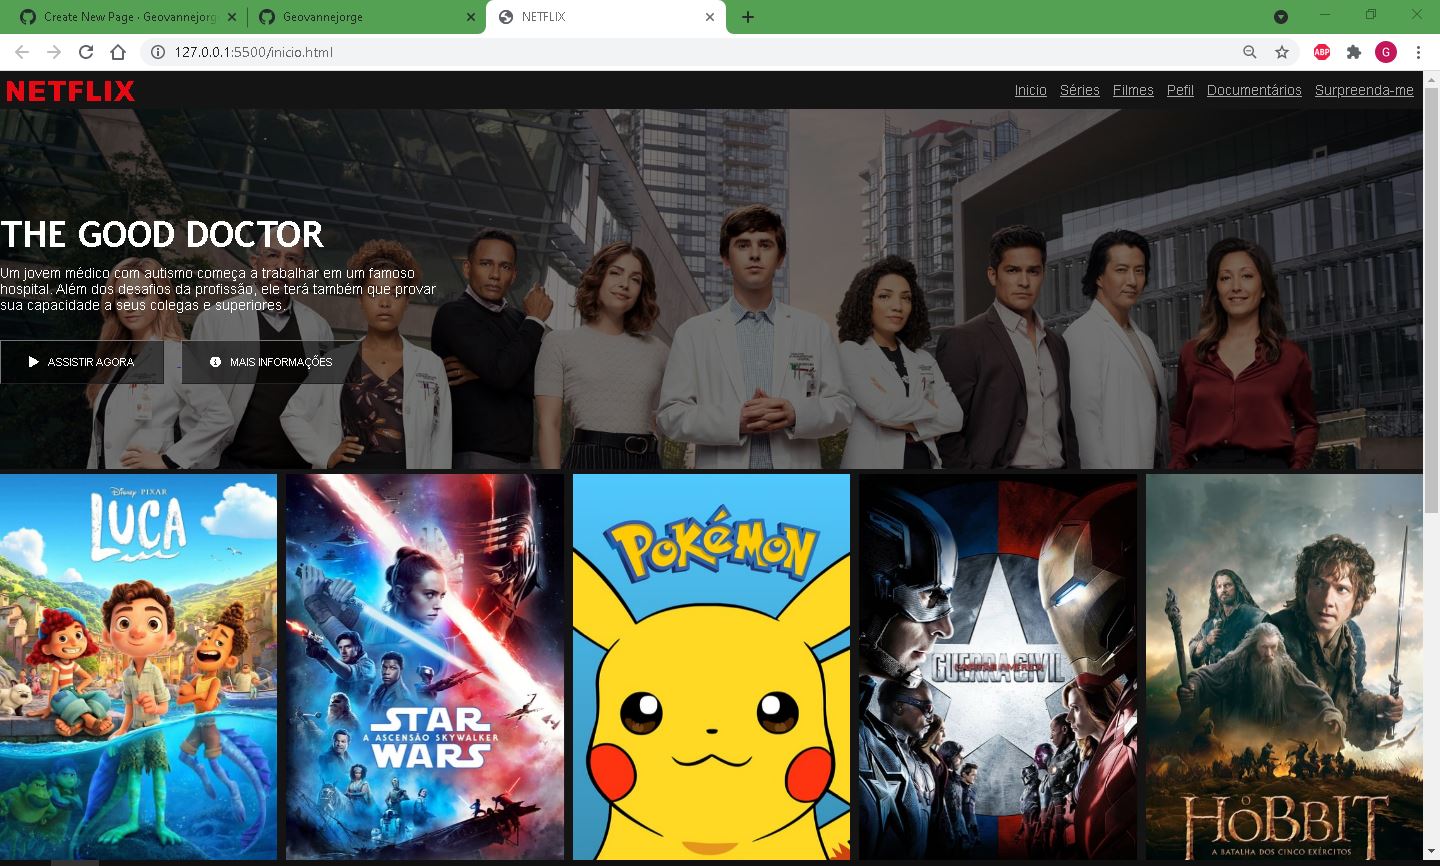 Create New Page · Geovannejorg
Geovannejorge
NETFLIX
127.0.0.1:5500/inicio.html
ABP
G
NETFLIX
Inicio Séries Filmes Pefil Documentários Surpreenda-me
THE GOOD DOCTOR
Um jovem médico com autismo começa a trabalhar em um famoso
hospital. Além dos desafios da profissão, ele terá também que provar
sua capacidade a seus colegas e superiores.
ASSISTIR AGORA
MAIS INFORMAÇÕES
Disney PIXAR
LUCA
STAR
A ASCENSÃO SKYWALKER
WARS
POKÉMON
GUERRA CIVIL
CAPITÃO AMÉRICA
O HOBBIT
A BATALHA DOS CINCO EXÉRCITOS